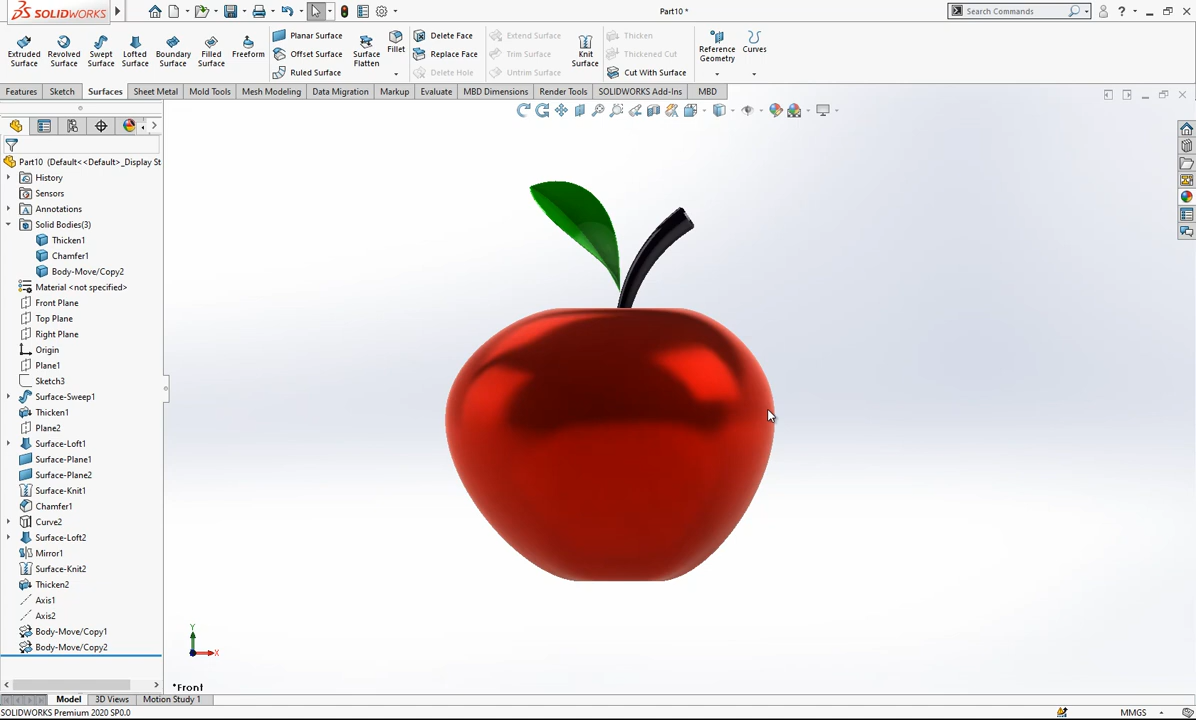 SOLIDWORKS
Part10 *
Search Commands
Extruded Surface
Revolved Surface
Swept Surface
Lofted Surface
Boundary Surface
Filled Surface
Freeform
Planar Surface
Offset Surface
Ruled Surface
Surface Flatten
Fillet
Delete Face
Replace Face
Delete Hole
Extend Surface
Trim Surface
Untrim Surface
Knit Surface
Thicken
Thickened Cut
Cut With Surface
Reference Geometry
Curves
Features
Sketch
Surfaces
Sheet Metal
Mold Tools
Mesh Modeling
Data Migration
Markup
Evaluate
MBD Dimensions
Render Tools
SOLIDWORKS Add-Ins
MBD
Part10 (Default<<Default>_Display St
History
Sensors
Annotations
Solid Bodies(3)
Thicken1
Chamfer1
Body-Move/Copy2
Material <not specified>
Front Plane
Top Plane
Right Plane
Origin
Plane1
Sketch3
Surface-Sweep1
Thicken1
Plane2
Surface-Loft1
Surface-Plane1
Surface-Plane2
Surface-Knit1
Chamfer1
Curve2
Surface-Loft2
Mirror1
Surface-Knit2
Thicken2
Axis1
Axis2
Body-Move/Copy1
Body-Move/Copy2
Y
X
*Front
Model
3D Views
Motion Study 1
SOLIDWORKS Premium 2020 SP0.0
MMGS